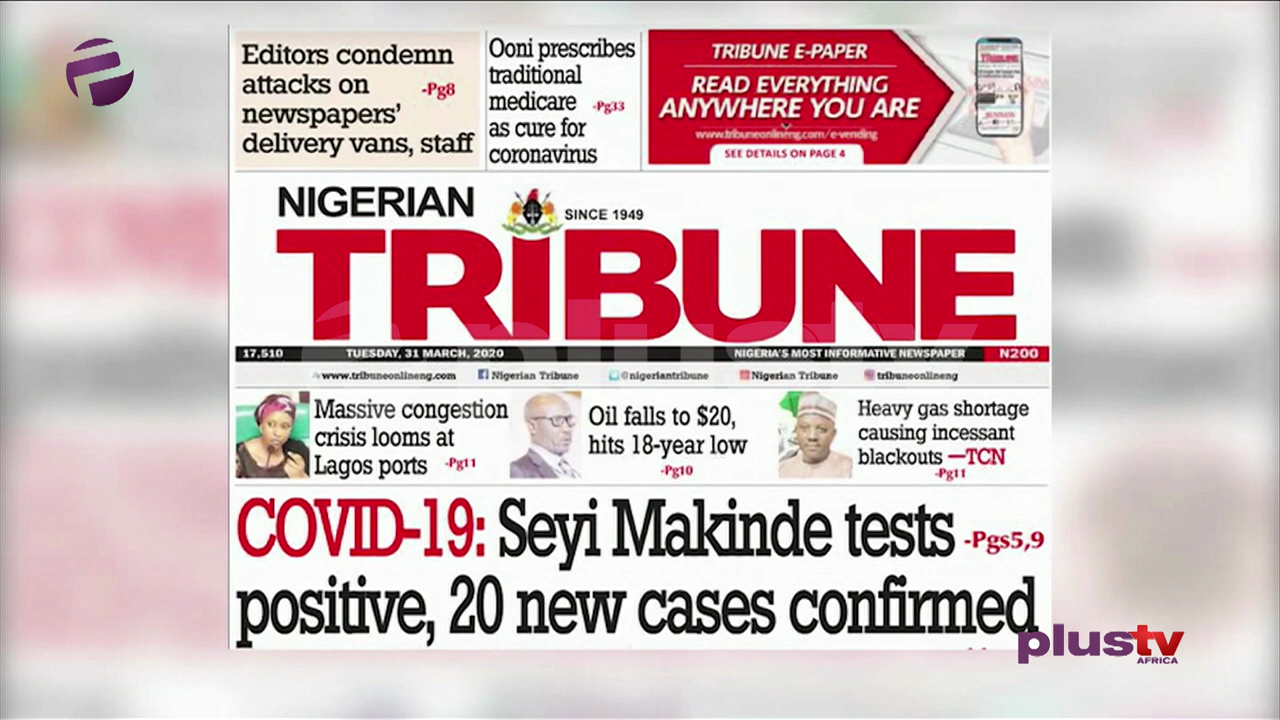 Editors condemn
attacks on
newspapers'
delivery vans, staff
-Pg8
Ooni prescribes
traditional
medicare
as cure for
coronavirus
-Pg33
TRIBUNE E-PAPER
READ EVERYTHING
ANYWHERE YOU ARE
www.tribuneonlineng.com/e-vending
SEE DETAILS ON PAGE 4
NIGERIAN
SINCE 1949
TRIBUNE
plustv
17,510 TUESDAY, 31 MARCH, 2020 NIGERIA'S MOST INFORMATIVE NEWSPAPER N200
www.tribuneonlineng.com Nigerian Tribune @nigeriantribune Nigerian Tribune tribuneonlineng
Massive congestion
crisis looms at
Lagos ports -Pg11
Oil falls to $20,
hits 18-year low
-Pg10
Heavy gas shortage
causing incessant
blackouts —TCN
-Pg11
COVID-19: Seyi Makinde tests -Pgs5,9
positive, 20 new cases confirmed
plustv
AFRICA